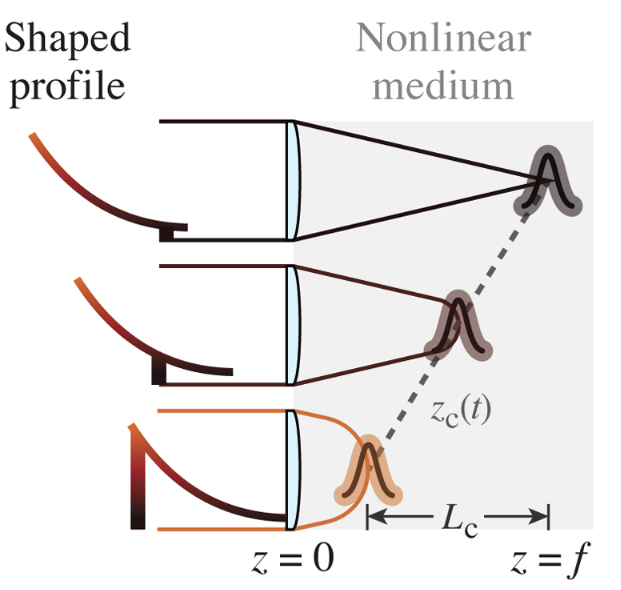 Shaped
profile
Nonlinear
medium
z_c(t)
L_c
z = 0
z = f